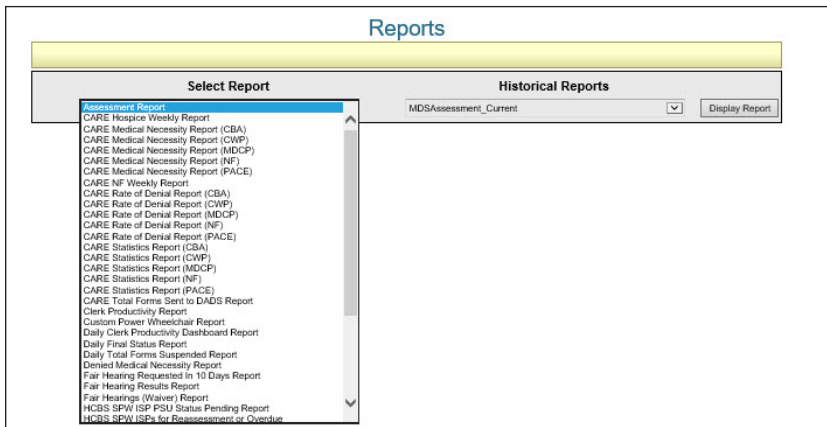 Reports
Select Report
Historical Reports
MDSAssessment_Current
Display Report
Assessment Report
CARE Hospice Weekly Report
CARE Medical Necessity Report (CBA)
CARE Medical Necessity Report (CWP)
CARE Medical Necessity Report (MDCP)
CARE Medical Necessity Report (NF)
CARE Medical Necessity Report (PACE)
CARE NF Weekly Report
CARE Rate of Denial Report (CBA)
CARE Rate of Denial Report (CWP)
CARE Rate of Denial Report (MDCP)
CARE Rate of Denial Report (NF)
CARE Rate of Denial Report (PACE)
CARE Statistics Report (CBA)
CARE Statistics Report (CWP)
CARE Statistics Report (MDCP)
CARE Statistics Report (NF)
CARE Statistics Report (PACE)
CARE Total Forms Sent to DADS Report
Clerk Productivity Report
Custom Power Wheelchair Report
Daily Clerk Productivity Dashboard Report
Daily Final Status Report
Daily Total Forms Suspended Report
Denied Medical Necessity Report
Fair Hearing Requested In 10 Days Report
Fair Hearing Results Report
Fair Hearings (Waiver) Report
HCBS SPW ISP PSU Status Pending Report
HCBS SPW ISPs for Reassessment or Overdue